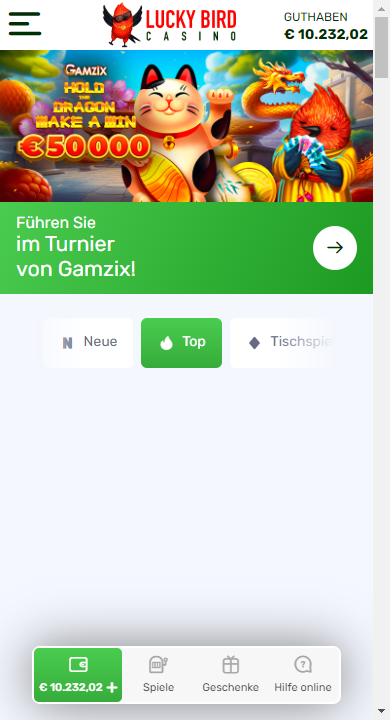 LUCKY BIRD
CASINO
GUTHABEN
€ 10.232,02
GAMZIX
HOLD
THE
DRAGON
MAKE A WIN
€50000
Führen Sie
im Turnier
von Gamzix!
Neue
Top
Tischspie
€ 10.232,02
Spiele
Geschenke
Hilfe online